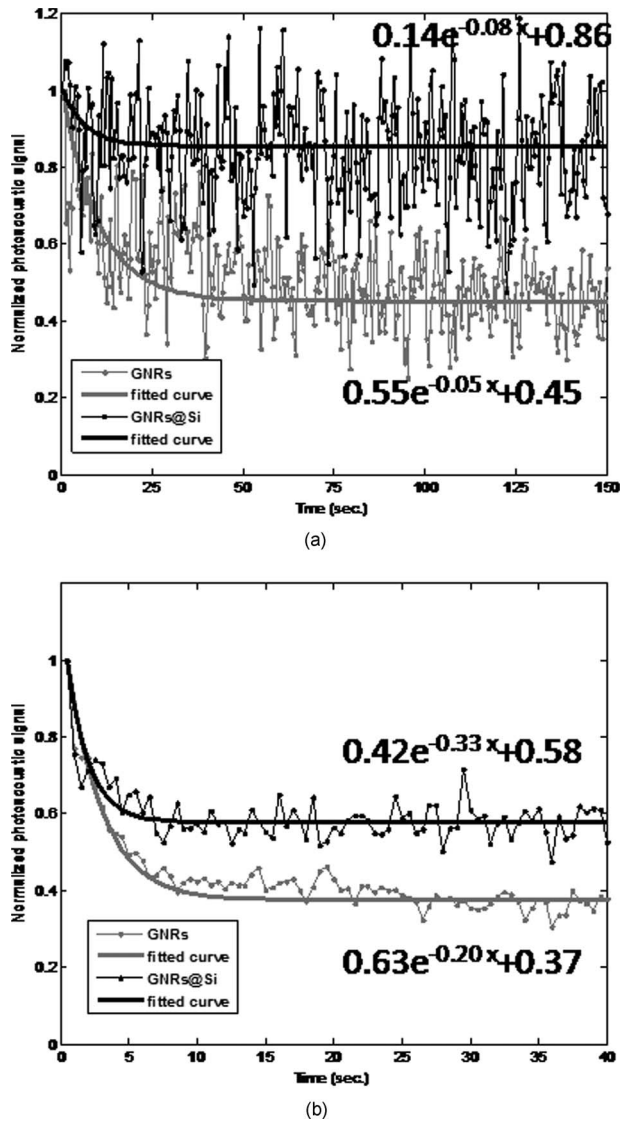 0.14e-0.08 x+0.86
1.2
1
0.8
0.6
0.4
0.2
0
Normalized photoacoustic signal
GNRs
fitted curve
GNRs@Si
fitted curve
0.55e-0.05 x+0.45
0 25 50 75 100 125 150
Time (sec.)
(a)
1
0.8
0.6
0.4
0.2
0
Normalized photoacoustic signal
0.42e-0.33 x+0.58
GNRs
fitted curve
GNRs@Si
fitted curve
0.63e-0.20 x+0.37
0 5 10 15 20 25 30 35 40
Time (sec.)
(b)